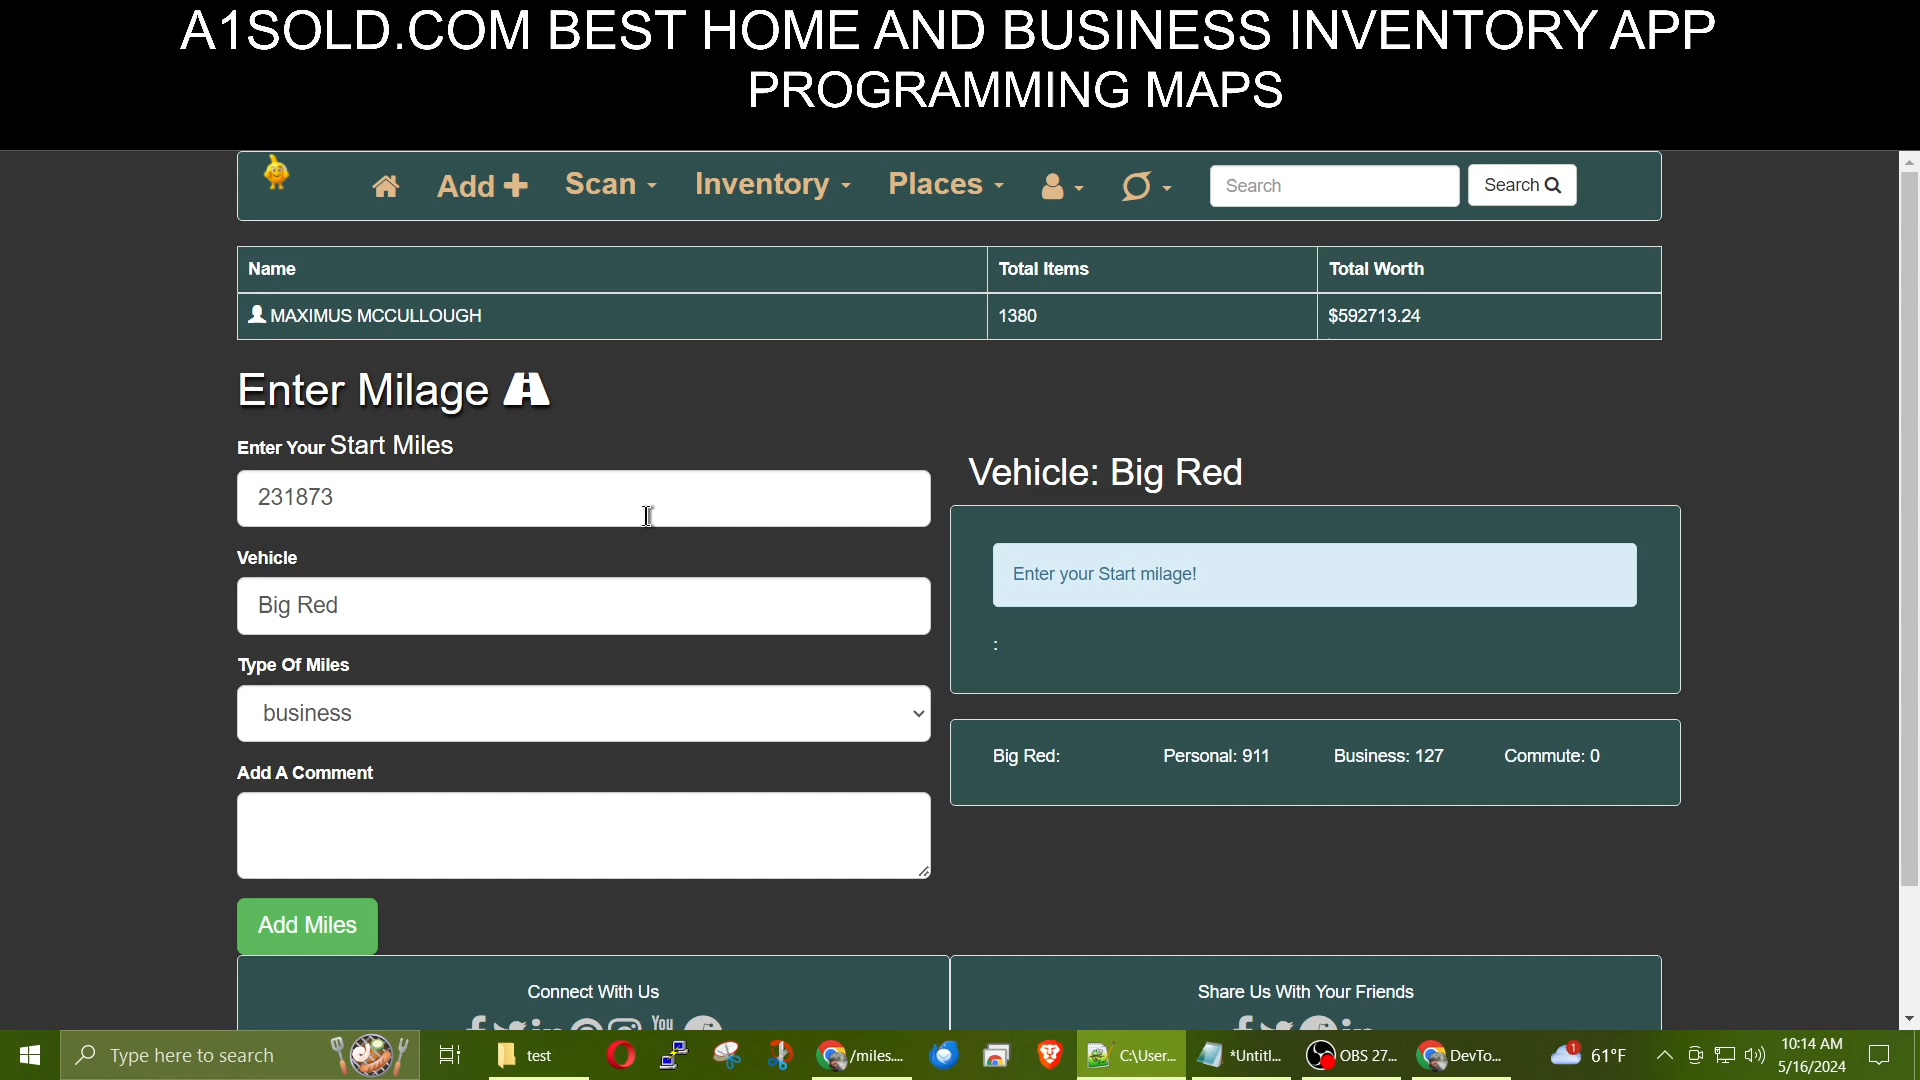 A1SOLD.COM BEST HOME AND BUSINESS INVENTORY APP
PROGRAMMING MAPS
Add Scan Inventory Places Search Search
Name Total Items Total Worth
MAXIMUS MCCULLOUGH 1380 $592713.24
Enter Milage
Enter Your Start Miles
231873
Vehicle
Big Red
Type Of Miles
business
Add A Comment
Add Miles
Vehicle: Big Red
Enter your Start milage!
:
Big Red: Personal: 911 Business: 127 Commute: 0
Connect With Us
You
Share Us With Your Friends
Type here to search
test
/miles...
C:\User...
*Untitl...
OBS 27...
DevTo...
1
61°F
10:14 AM
5/16/2024